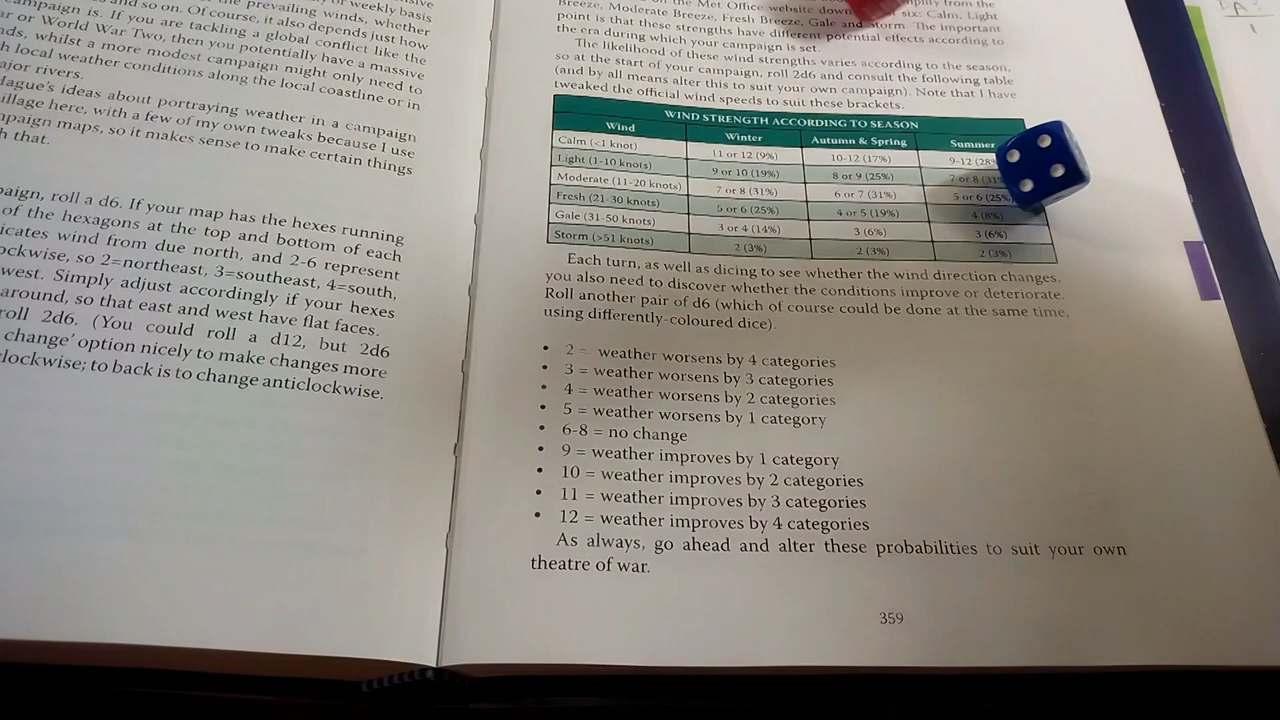 or weekly basis
the prevailing winds, whether
and so on. Of course, it also depends just how
campaign is. If you are tackling a global conflict like the
or World War Two, then you potentially have a massive
whilst a more modest campaign might only need to
local weather conditions along the local coastline or in
major rivers.
Hague's ideas about portraying weather in a campaign
here, with a few of my own tweaks because I use
campaign maps, so it makes sense to make certain things
that.
roll a d6. If your map has the hexes running
of the hexagons at the top and bottom of each
wind from due north, and 2-6 represent
so 2=northeast, 3=southeast, 4=south,
west. Simply adjust accordingly if your hexes
around, so that east and west have flat faces.
roll 2d6. (You could roll a d12, but 2d6
change' option nicely to make changes more
clockwise; to back is to change anticlockwise.
the Met Office website down six: Calm, Light
Breeze, Moderate Breeze, Fresh Breeze, Gale and Storm. The important
point is that these strengths have different potential effects according to
the era during which your campaign is set.
The likelihood of these wind strengths varies according to the season,
so at the start of your campaign, roll 2d6 and consult the following table
(and by all means alter this to suit your own campaign). Note that I have
tweaked the official wind speeds to suit these brackets.
WIND STRENGTH ACCORDING TO SEASON
Wind Winter Autumn & Spring Summer
Calm (<1 knot) 11 or 12 (9%) 10-12 (17%) 9-12 (28%
Light (1-10 knots) 9 or 10 (19%) 8 or 9 (25%) 7 or 8 (31%
Moderate (11-20 knots) 7 or 8 (31%) 6 or 7 (31%) 5 or 6 (25%)
Fresh (21-30 knots) 5 or 6 (25%) 4 or 5 (19%) 4 (8%)
Gale (31-50 knots) 3 or 4 (14%) 3 (6%) 3 (6%)
Storm (>51 knots) 2 (3%) 2 (3%) 2 (3%)
Each turn, as well as dicing to see whether the wind direction changes,
you also need to discover whether the conditions improve or deteriorate.
Roll another pair of d6 (which of course could be done at the same time,
using differently-coloured dice).
• 2 = weather worsens by 4 categories
• 3 = weather worsens by 3 categories
• 4 = weather worsens by 2 categories
• 5 = weather worsens by 1 category
• 6-8 = no change
• 9 = weather improves by 1 category
• 10 = weather improves by 2 categories
• 11 = weather improves by 3 categories
• 12 = weather improves by 4 categories
As always, go ahead and alter these probabilities to suit your own
theatre of war.
359